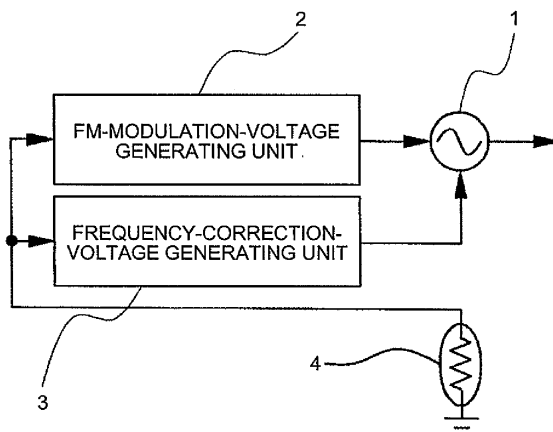 2
1
FM-MODULATION-VOLTAGE
GENERATING UNIT
FREQUENCY-CORRECTION-
VOLTAGE GENERATING UNIT
3
4